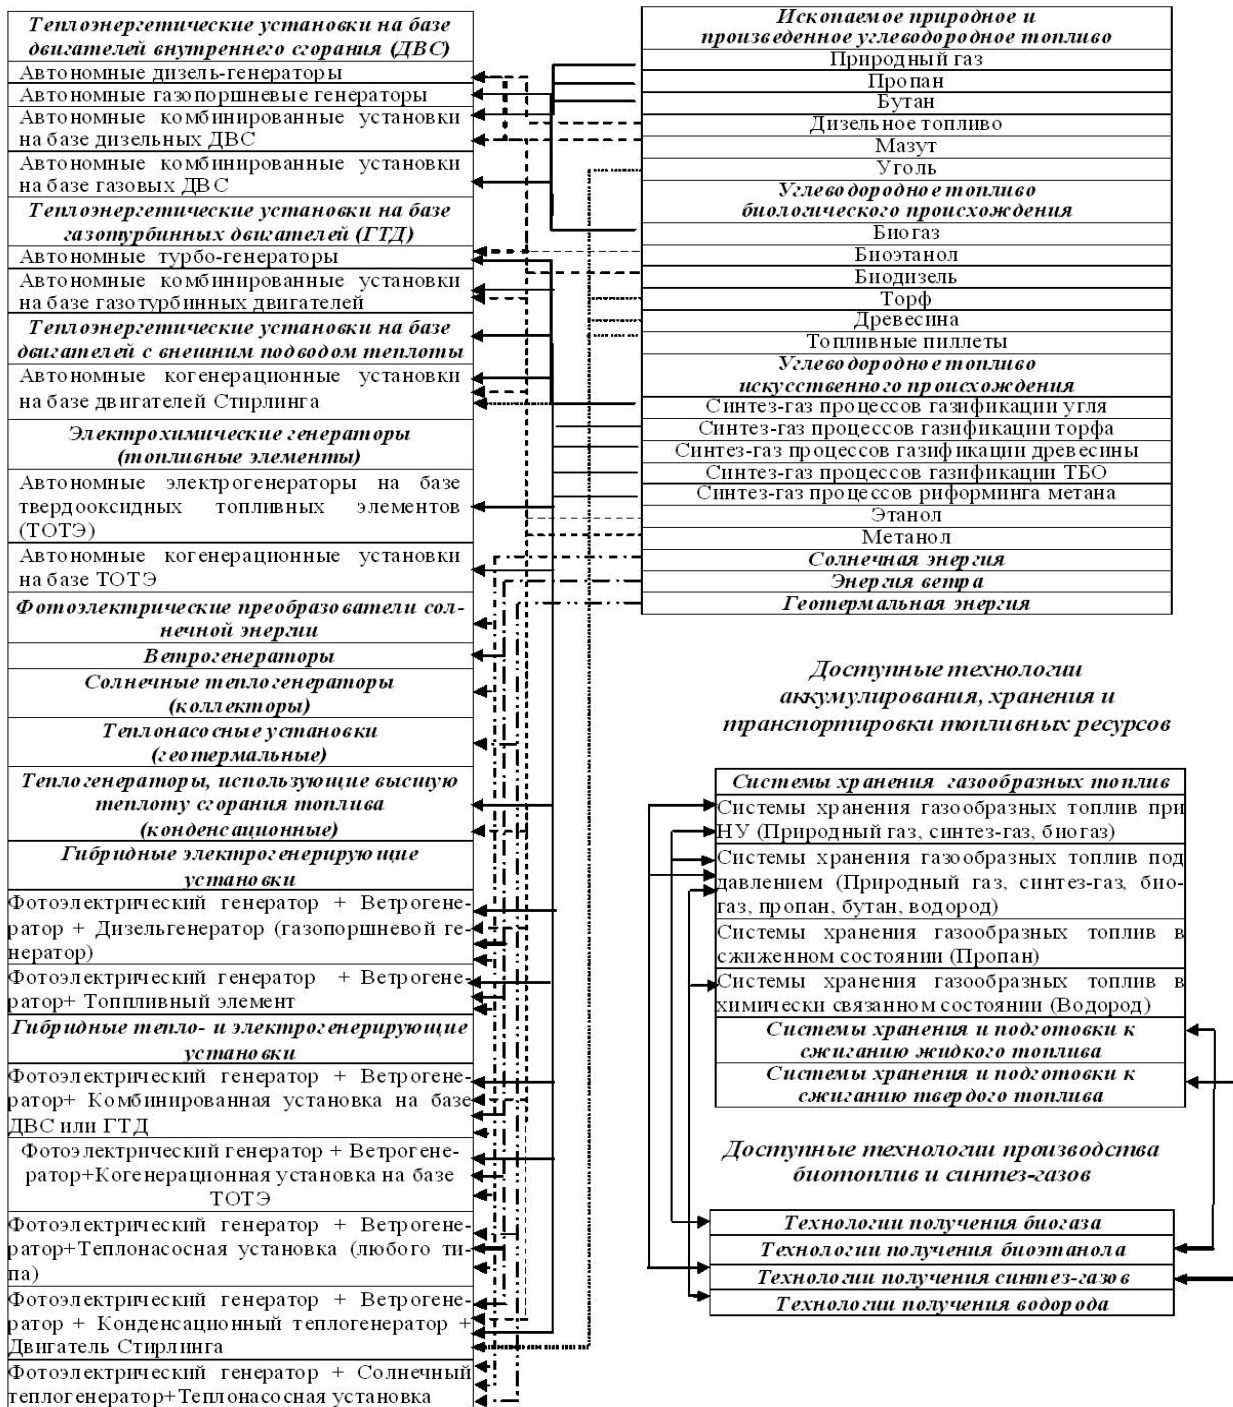 Теплоэнергетические установки на базе
двигателей внутреннего сгорания (ДВС)
Автономные дизель-генераторы
Автономные газопоршневые генераторы
Автономные комбинированные установки
на базе дизельных ДВС
Автономные комбинированные установки
на базе газовых ДВС
Теплоэнергетические установки на базе
газотурбинных двигателей (ГТД)
Автономные турбо-генераторы
Автономные комбинированные установки
на базе газотурбинных двигателей
Теплоэнергетические установки на базе
двигателей с внешним подводом теплоты
Автономные когенерационные установки
на базе двигателей Стирлинга
Электрохимические генераторы
(топливные элементы)
Автономные электрогенераторы на базе
твердооксидных топливных элементов
(ТОТЭ)
Автономные когенерационные установки
на базе ТОТЭ
Фотоэлектрические преобразователи сол-
нечной энергии
Ветрогенераторы
Солнечные теплогенераторы
(коллекторы)
Теплонасосные установки
(геотермальные)
Теплогенераторы, использующие высшую
теплоту сгорания топлива
(конденсационные)
Гибридные электрогенерирующие
установки
Фотоэлектрический генератор + Ветрогене-
ратор + Дизельгенератор (газопоршневой ге-
нератор)
Фотоэлектрический генератор + Ветрогене-
ратор+ Топпливный элемент
Гибридные тепло- и электрогенерирующие
установки
Фотоэлектрический генератор + Ветрогене-
ратор+ Комбинированная установка на базе
ДВС или ГТД
Фотоэлектрический генератор + Ветрогене-
ратор+Когенерационная установка на базе
ТОТЭ
Фотоэлектрический генератор + Ветрогене-
ратор+Теплонасосная установка (любого ти-
па)
Фотоэлектрический генератор + Ветрогене-
ратор + Конденсационный теплогенератор +
Двигатель Стирлинга
Фотоэлектрический генератор + Солнечный
теплогенератор+Теплонасосная установка
Ископаемое природное и
произведенное углеводородное топливо
Природный газ
Пропан
Бутан
Дизельное топливо
Мазут
Уголь
Углеводородное топливо
биологического происхождения
Биогаз
Биоэтанол
Биодизель
Торф
Древесина
Топливные пиллеты
Углеводородное топливо
искусственного происхождения
Синтез-газ процессов газификации угля
Синтез-газ процессов газификации торфа
Синтез-газ процессов газификации древесины
Синтез-газ процессов газификации ТБО
Синтез-газ процессов риформинга метана
Этанол
Метанол
Солнечная энергия
Энергия ветра
Геотермальная энергия
Доступные технологии
аккумулирования, хранения и
транспортировки топливных ресурсов
Системы хранения газообразных топлив
Системы хранения газообразных топлив при
НУ (Природный газ, синтез-газ, биогаз)
Системы хранения газообразных топлив под
давлением (Природный газ, синтез-газ, био-
газ, пропан, бутан, водород)
Системы хранения газообразных топлив в
сжиженном состоянии (Пропан)
Системы хранения газообразных топлив в
химически связанном состоянии (Водород)
Системы хранения и подготовки к
сжиганию жидкого топлива
Системы хранения и подготовки к
сжиганию твердого топлива
Доступные технологии производства
биотоплив и синтез-газов
Технологии получения биогаза
Технологии получения биоэтанола
Технологии получения синтез-газов
Технологии получения водорода